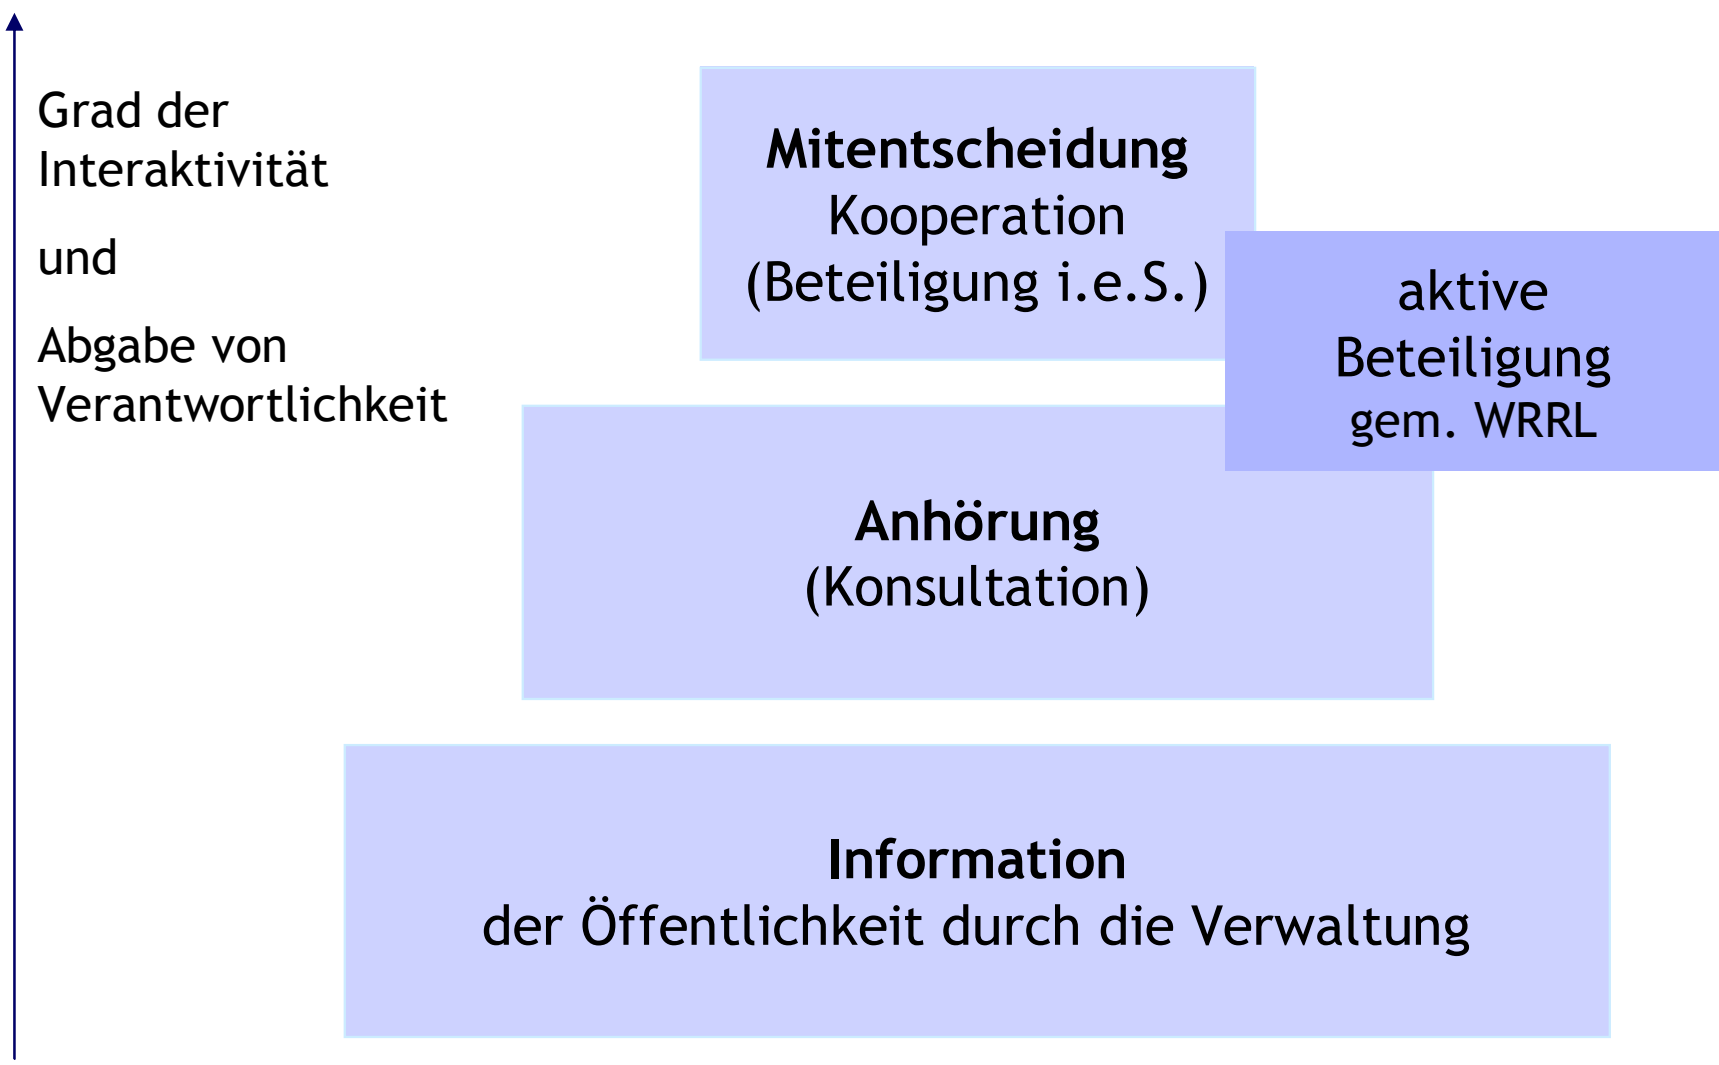 Grad der
Interaktivität
und
Abgabe von
Verantwortlichkeit
Mitentscheidung
Kooperation
(Beteiligung i.e.S.)
aktive
Beteiligung
gem. WRRL
Anhörung
(Konsultation)
Information
der Öffentlichkeit durch die Verwaltung